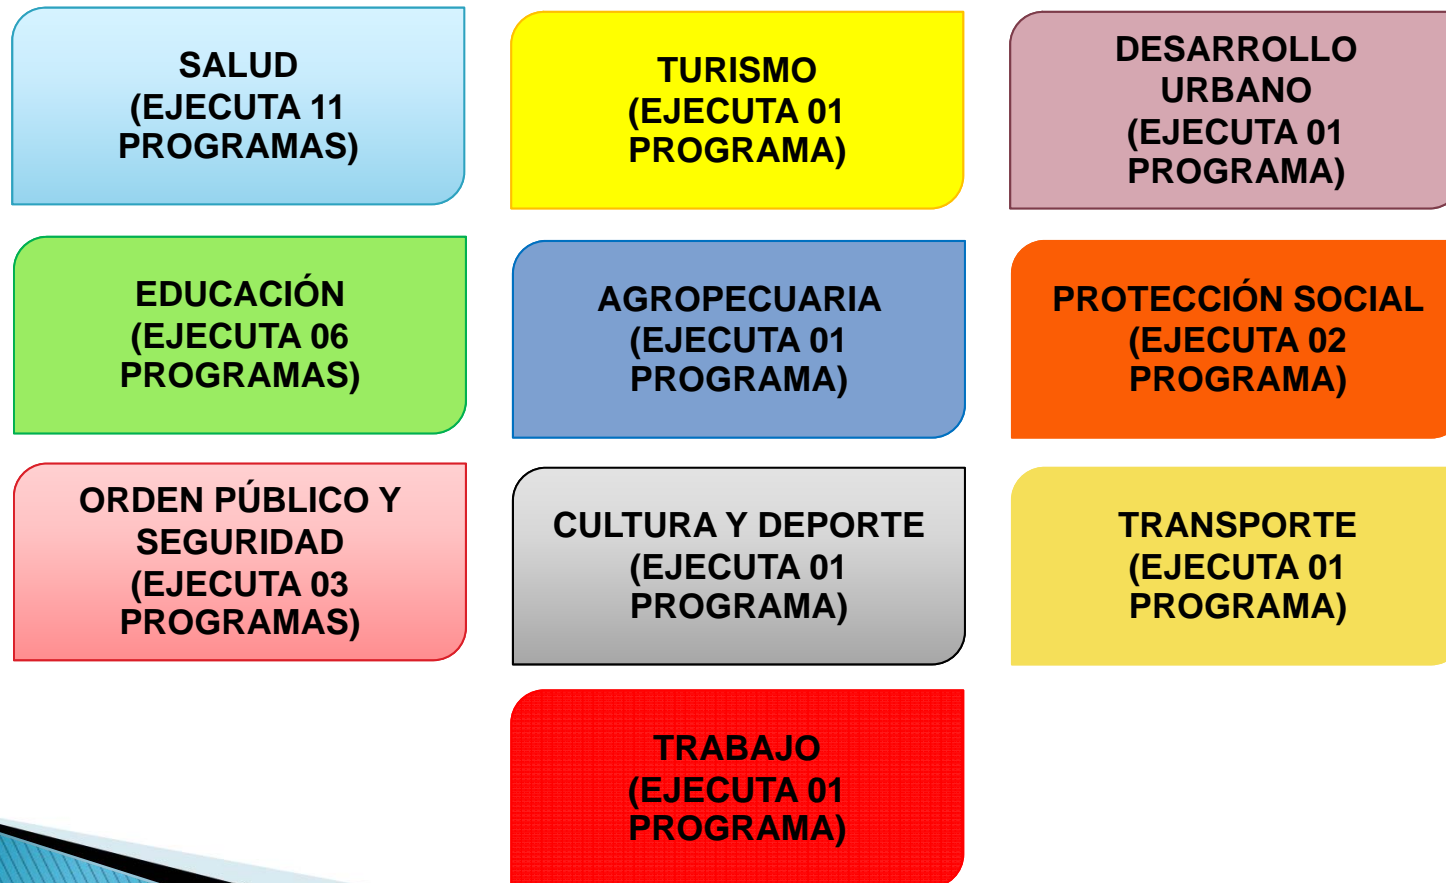 SALUD
(EJECUTA 11
PROGRAMAS)
TURISMO
(EJECUTA 01
PROGRAMA)
DESARROLLO
URBANO
(EJECUTA 01
PROGRAMA)
EDUCACIÓN
(EJECUTA 06
PROGRAMAS)
AGROPECUARIA
(EJECUTA 01
PROGRAMA)
PROTECCIÓN SOCIAL
(EJECUTA 02
PROGRAMA)
ORDEN PÚBLICO Y
SEGURIDAD
(EJECUTA 03
PROGRAMAS)
CULTURA Y DEPORTE
(EJECUTA 01
PROGRAMA)
TRANSPORTE
(EJECUTA 01
PROGRAMA)
TRABAJO
(EJECUTA 01
PROGRAMA)